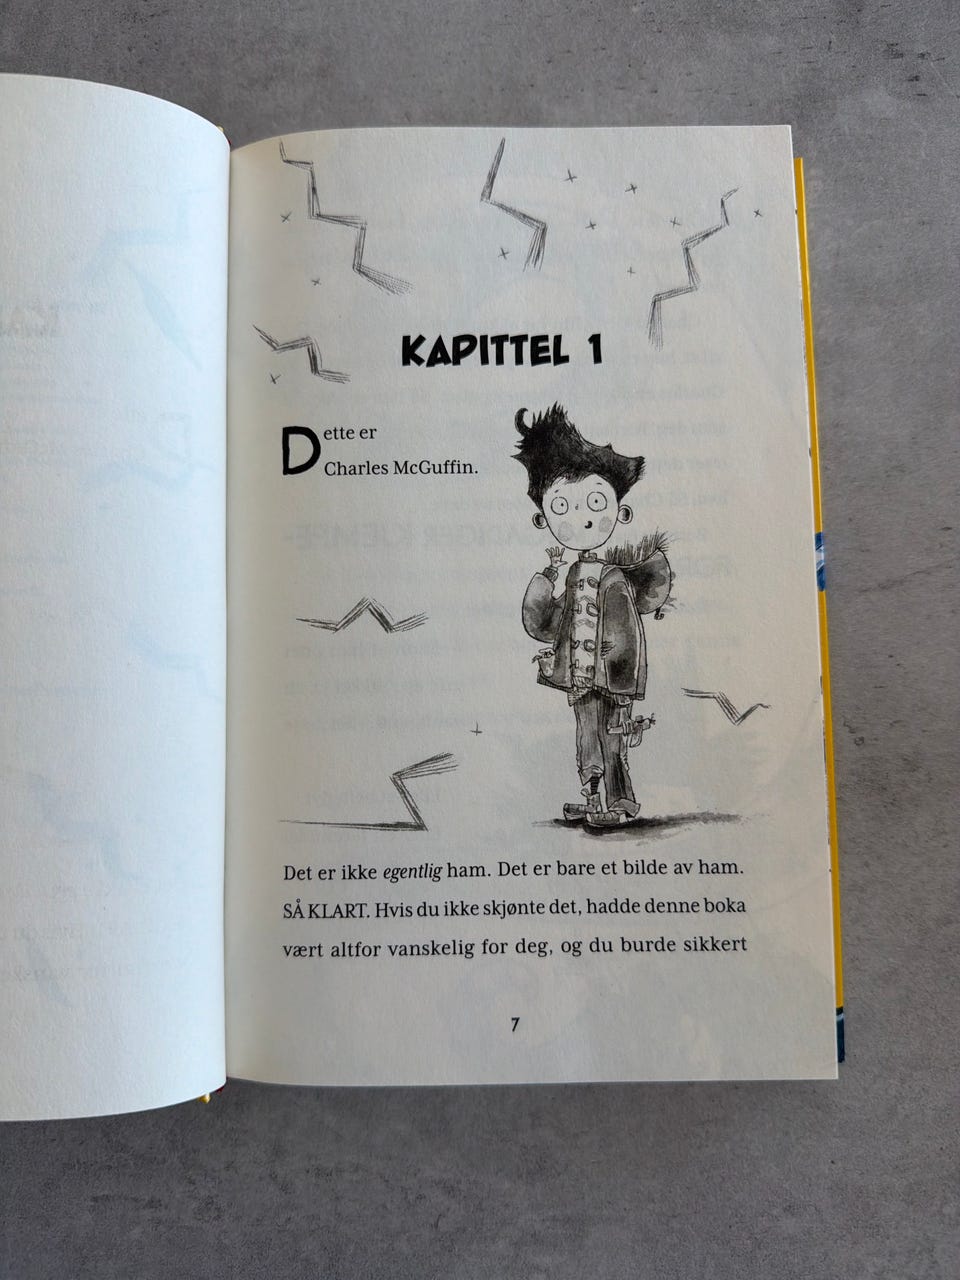 KAPITTEL 1
Dette er
Charles McGuffin.
Det er ikke egentlig ham. Det er bare et bilde av ham.
SÅ KLART. Hvis du ikke skjønte det, hadde denne boka
vært altfor vanskelig for deg, og du burde sikkert
7